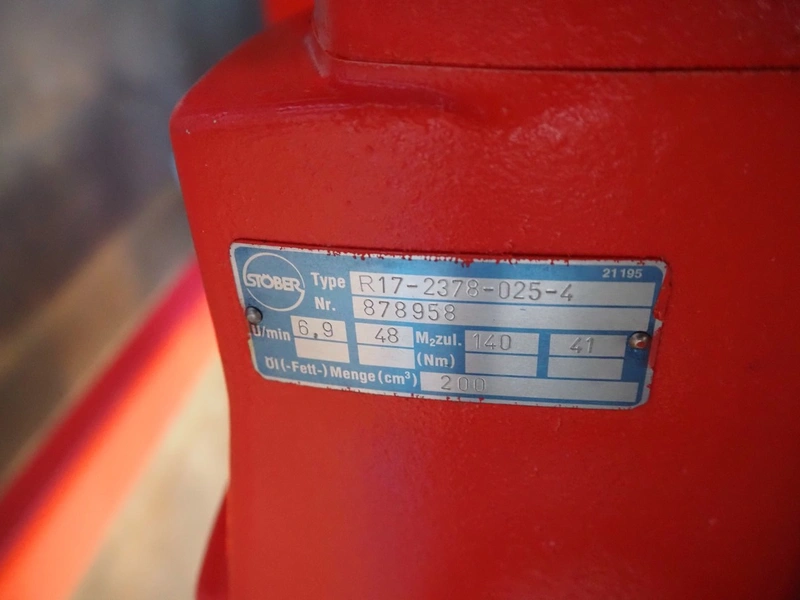 STÖBER
21195
Type R17-2378-025-4
Nr. 878958
U/min 6,9 48 M₂zul. 140 41
(Nm)
Öl(-Fett-)Menge(cm³) 200